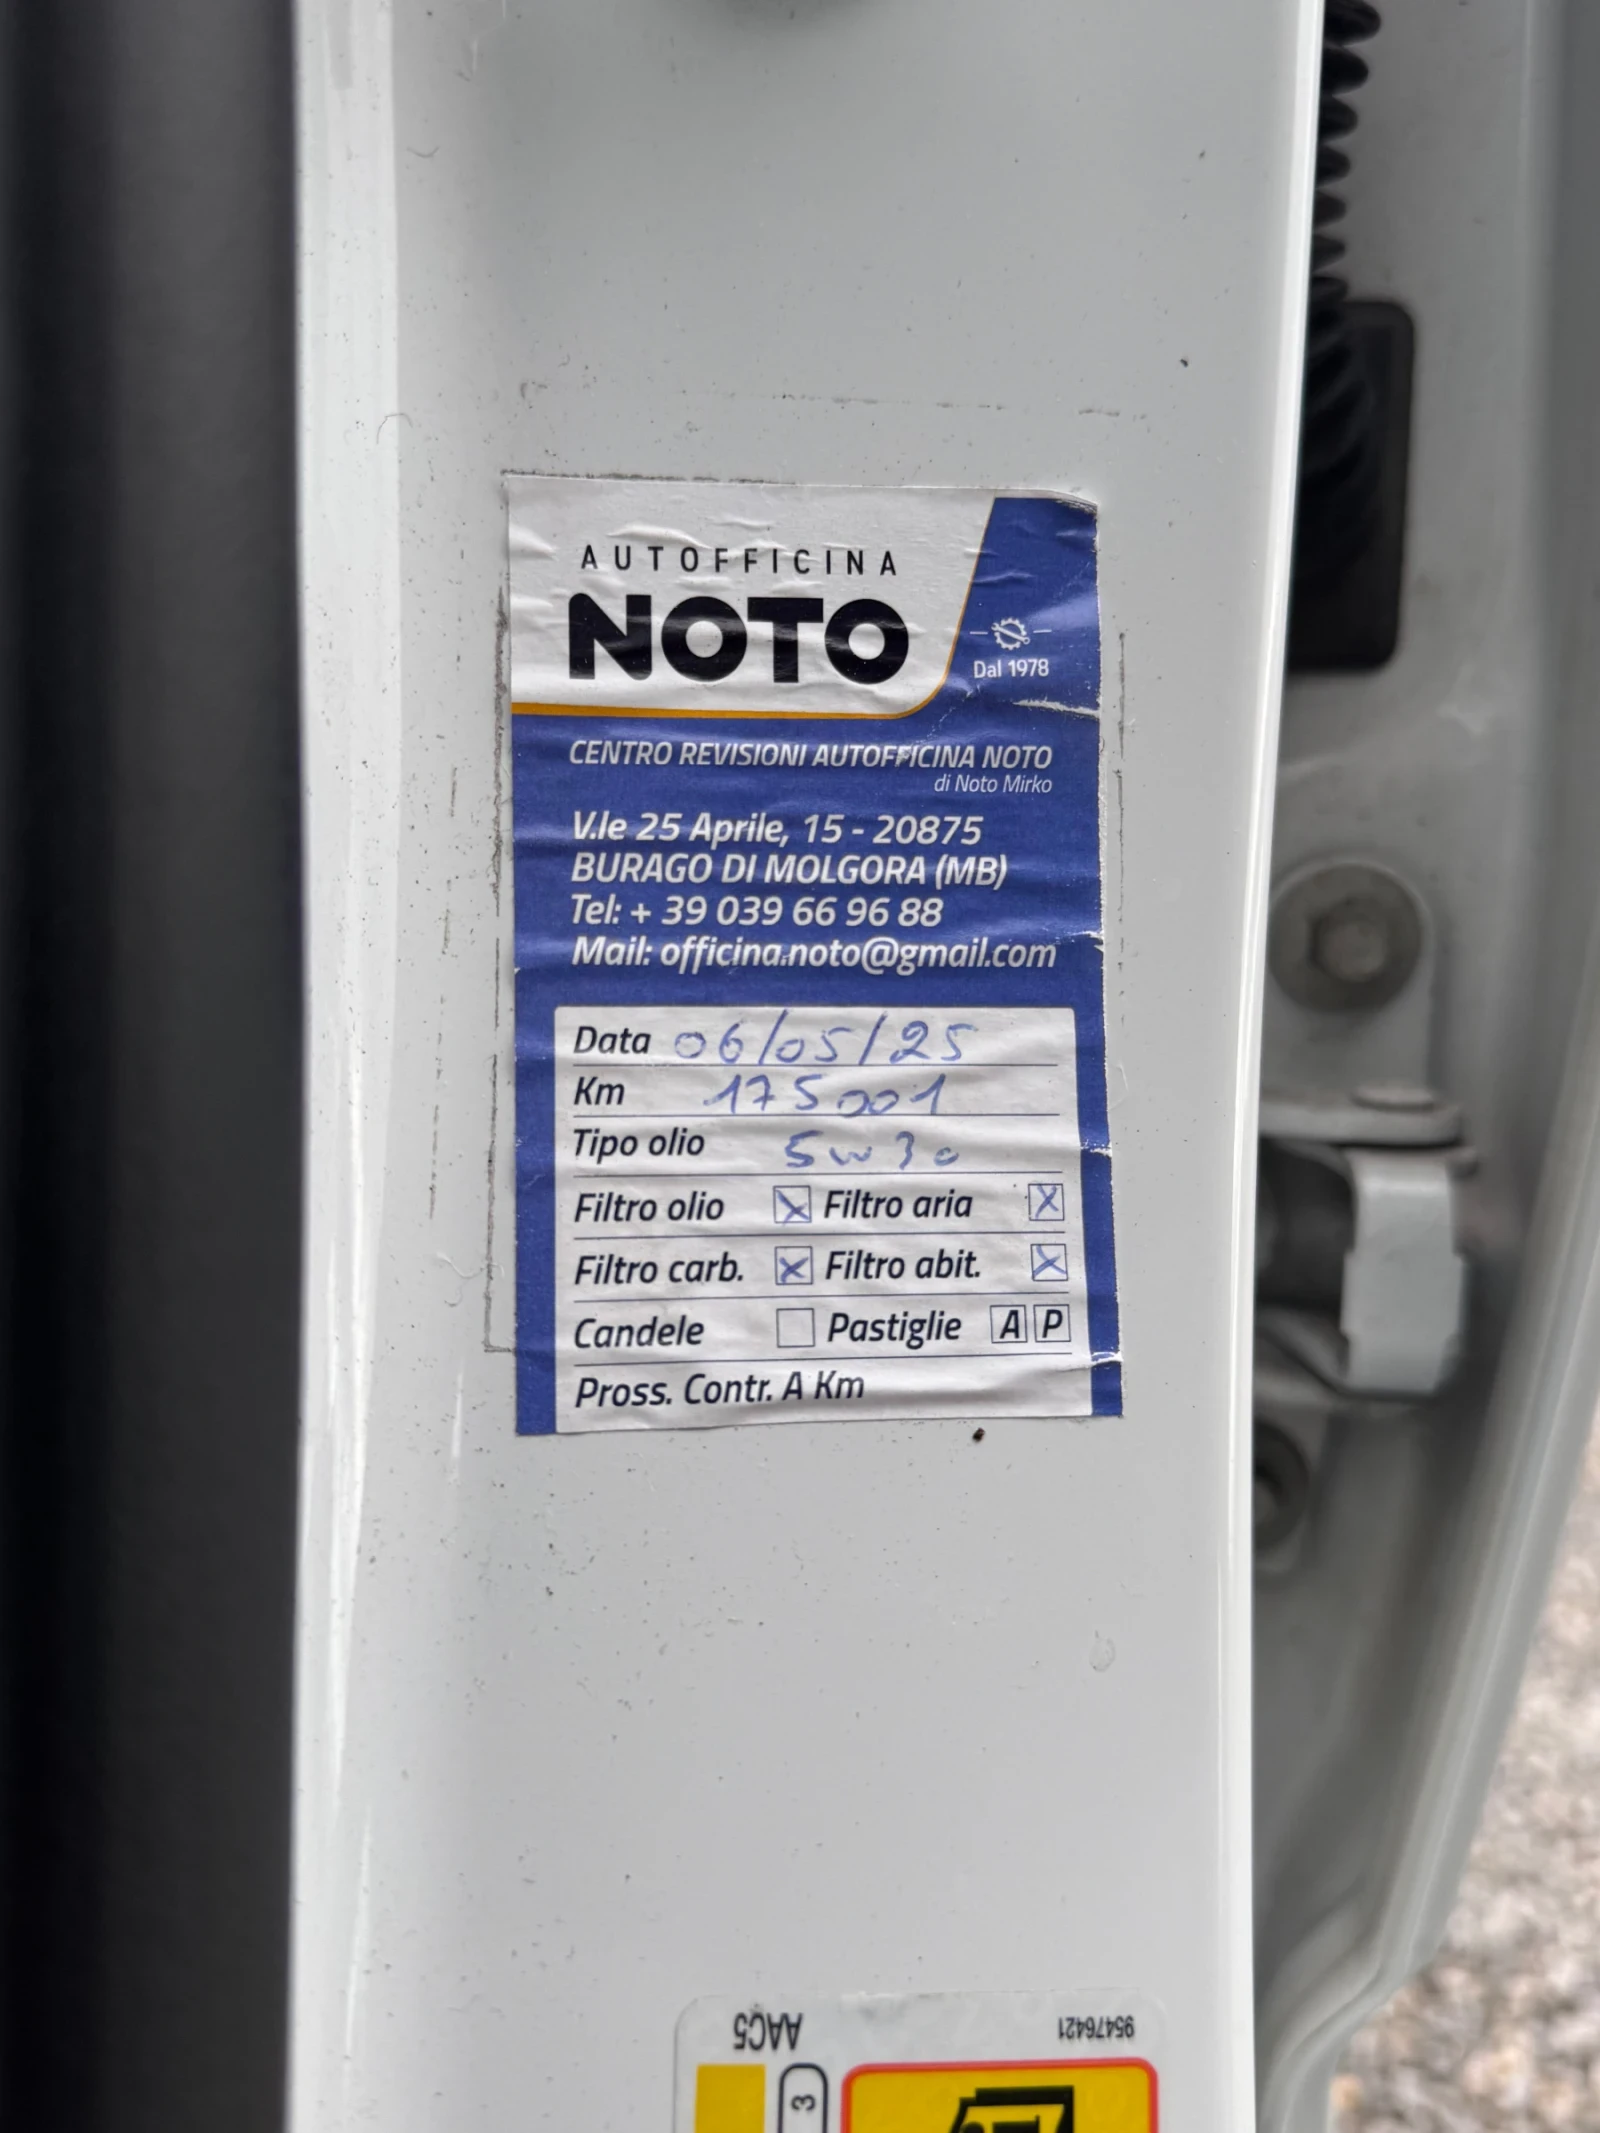 AUTOFFICINA
NOTO
Dal 1978
CENTRO REVISIONI AUTOFFICINA NOTO
di Noto Mirko
V.le 25 Aprile, 15 - 20875
BURAGO DI MOLGORA (MB)
Tel: + 39 039 66 96 88
Mail: officina.noto@gmail.com
Data 06/05/25
Km 175001
Tipo olio 5w30
Filtro olio Filtro aria
Filtro carb. Filtro abit.
Candele Pastiglie A P
Pross. Contr. A Km
AAC5 95476421
3